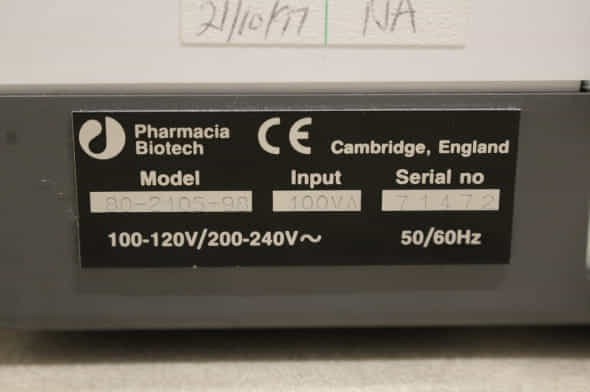 21/10/17 NA
Pharmacia
Biotech
CE
Cambridge, England
Model Input Serial no
80-2105-98 100VA 71472
100-120V/200-240V~ 50/60Hz